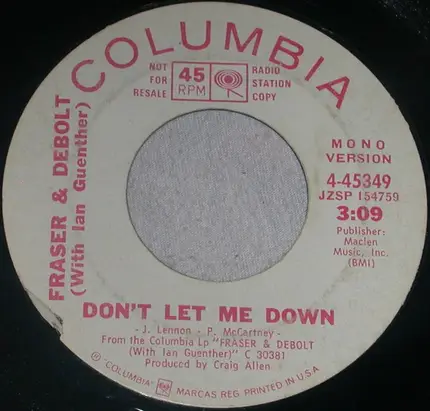 COLUMBIA
NOT
FOR
RESALE
45
RPM
RADIO
STATION
COPY
FRASER & DEBOLT
(With Ian Guenther)
MONO
VERSION
4-45349
JZSP 154759
3:09
Publisher:
Maclen
Music, Inc.
(BMI)
DON'T LET ME DOWN
- J. Lennon - P. McCartney -
From the Columbia Lp "FRASER & DEBOLT
(With Ian Guenther)" C 30381
Produced by Craig Allen
℗ "COLUMBIA" MARCAS REG. PRINTED IN U.S.A